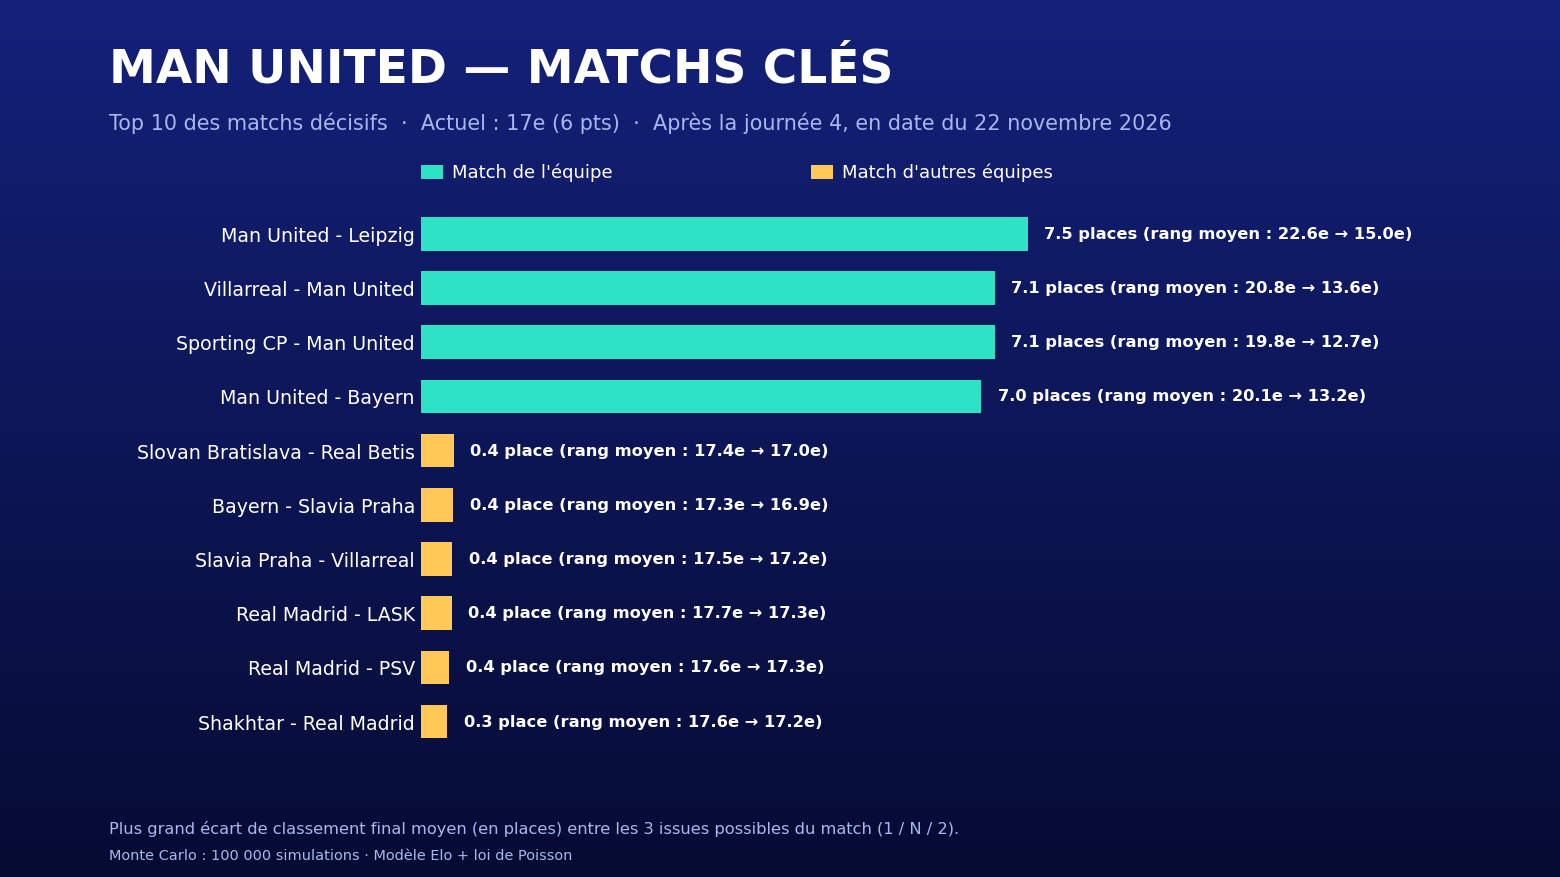 MAN UNITED — MATCHS CLÉS
Top 10 des matchs décisifs · Actuel : 17e (6 pts) · Après la journée 4, en date du 22 novembre 2026
Match de l'équipe Match d'autres équipes
Man United - Leipzig 7.5 places (rang moyen : 22.6e → 15.0e)
Villarreal - Man United 7.1 places (rang moyen : 20.8e → 13.6e)
Sporting CP - Man United 7.1 places (rang moyen : 19.8e → 12.7e)
Man United - Bayern 7.0 places (rang moyen : 20.1e → 13.2e)
Slovan Bratislava - Real Betis 0.4 place (rang moyen : 17.4e → 17.0e)
Bayern - Slavia Praha 0.4 place (rang moyen : 17.3e → 16.9e)
Slavia Praha - Villarreal 0.4 place (rang moyen : 17.5e → 17.2e)
Real Madrid - LASK 0.4 place (rang moyen : 17.7e → 17.3e)
Real Madrid - PSV 0.4 place (rang moyen : 17.6e → 17.3e)
Shakhtar - Real Madrid 0.3 place (rang moyen : 17.6e → 17.2e)
Plus grand écart de classement final moyen (en places) entre les 3 issues possibles du match (1 / N / 2).
Monte Carlo : 100 000 simulations · Modèle Elo + loi de Poisson